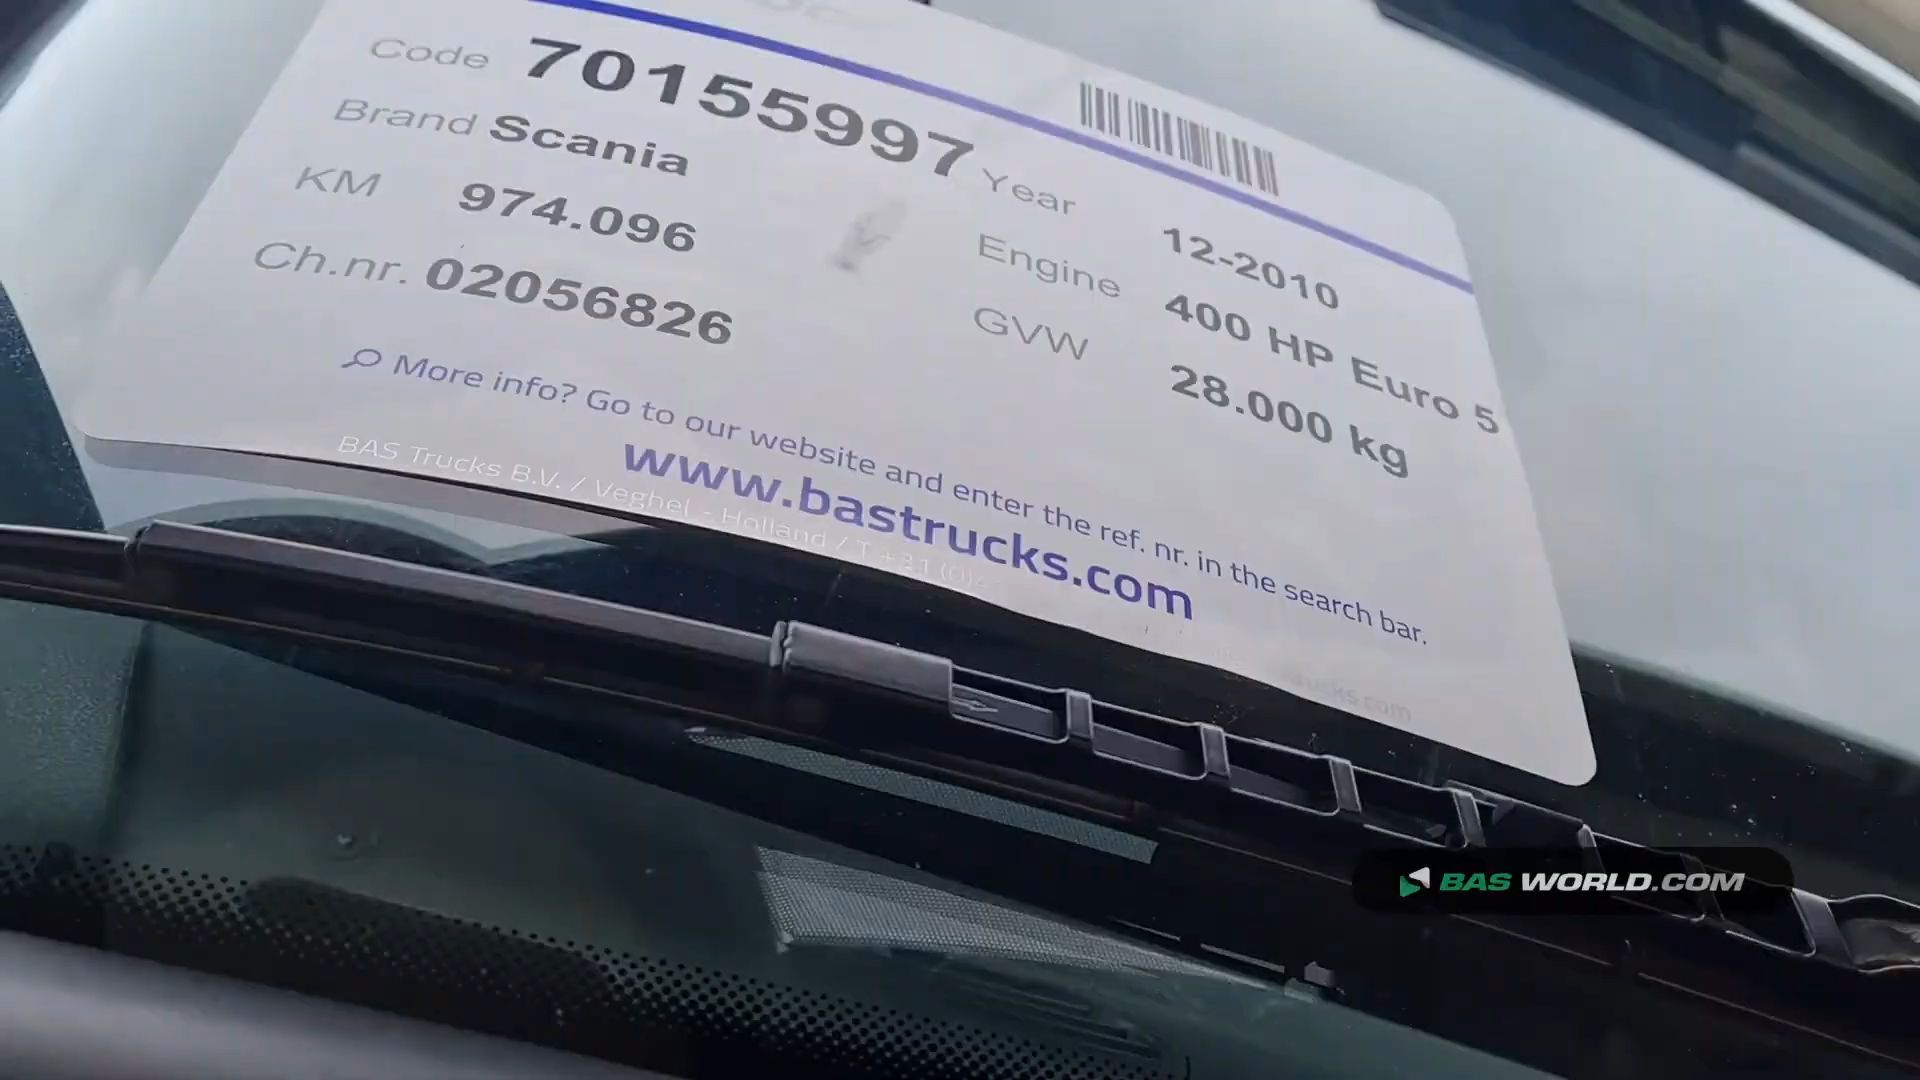 Code 70155997
Brand Scania
KM 974.096
Ch.nr. 02056826
Year 12-2010
Engine 400 HP Euro 5
GVW 28.000 kg
More info? Go to our website and enter the ref. nr. in the search bar.
www.bastrucks.com
BAS Trucks B.V. / Veghel - Holland / T +31 (0)
BAS WORLD.COM